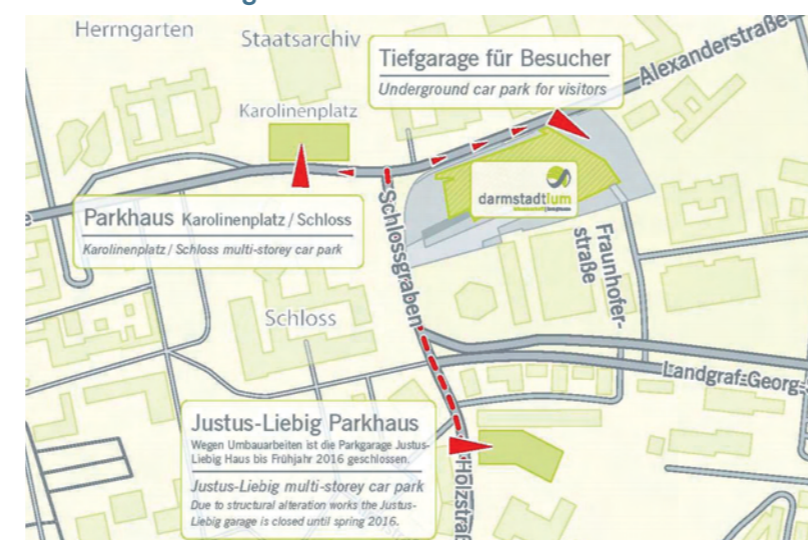 Herrngarten
Staatsarchiv
Tiefgarage für Besucher
Underground car park for visitors
Alexanderstraße
Karolinenplatz
darmstadtium
Parkhaus Karolinenplatz/Schloss
Karolinenplatz/Schloss multi-storey car park
Schlossgraben
Fraunhofer-
straße
Schloss
Landgraf-Georg-
Justus-Liebig Parkhaus
Wegen Umbauarbeiten ist die Parkgarage Justus-
Liebig Haus bis Frühjahr 2016 geschlossen.
Justus-Liebig multi-storey car park
Due to structural alteration works the Justus-
Liebig garage is closed until spring 2016.
Holzstraß